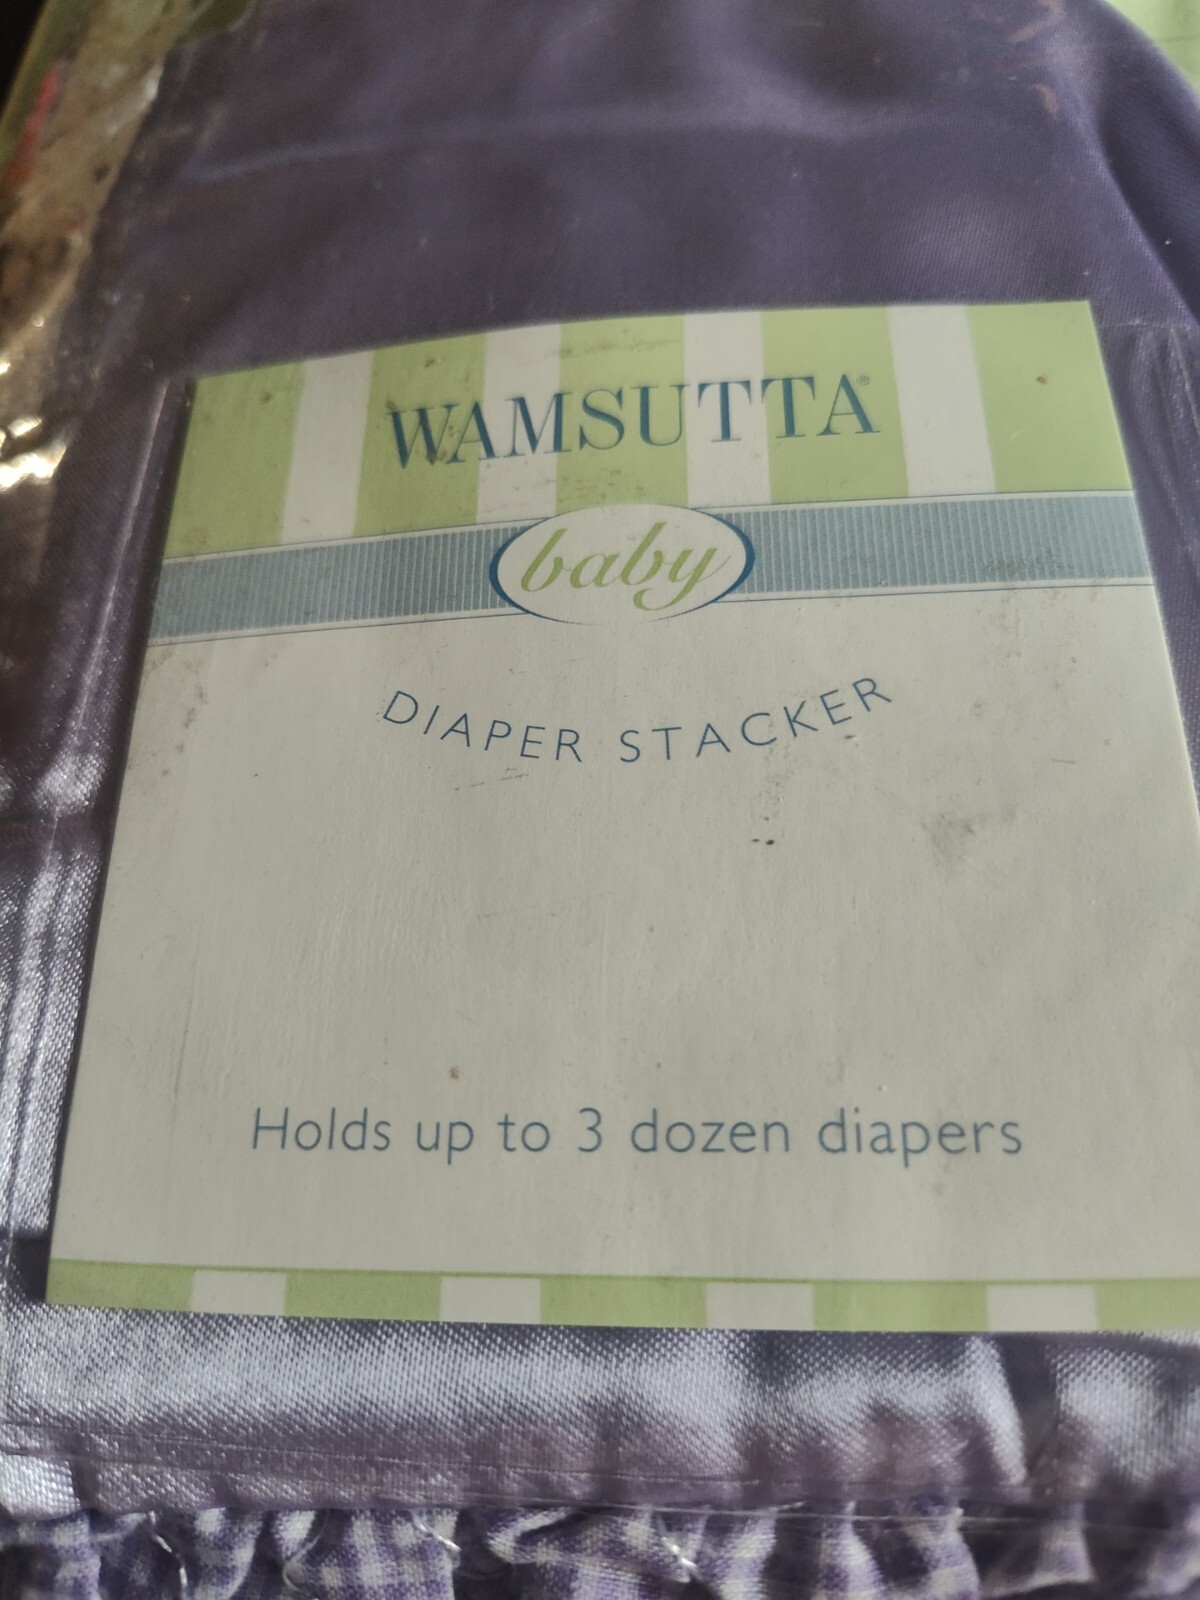 WAMSUTTA®
baby
DIAPER STACKER
Holds up to 3 dozen diapers